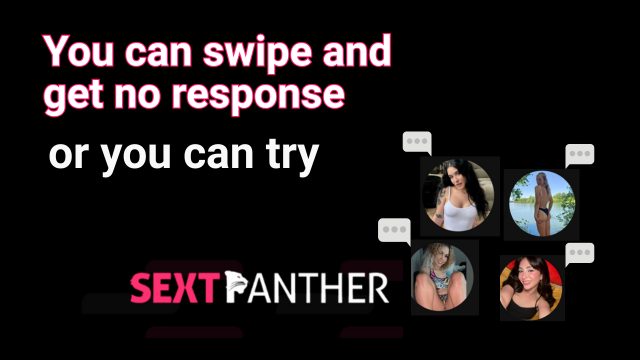 You can swipe and
get no response
or you can try
SEXTPANTHER